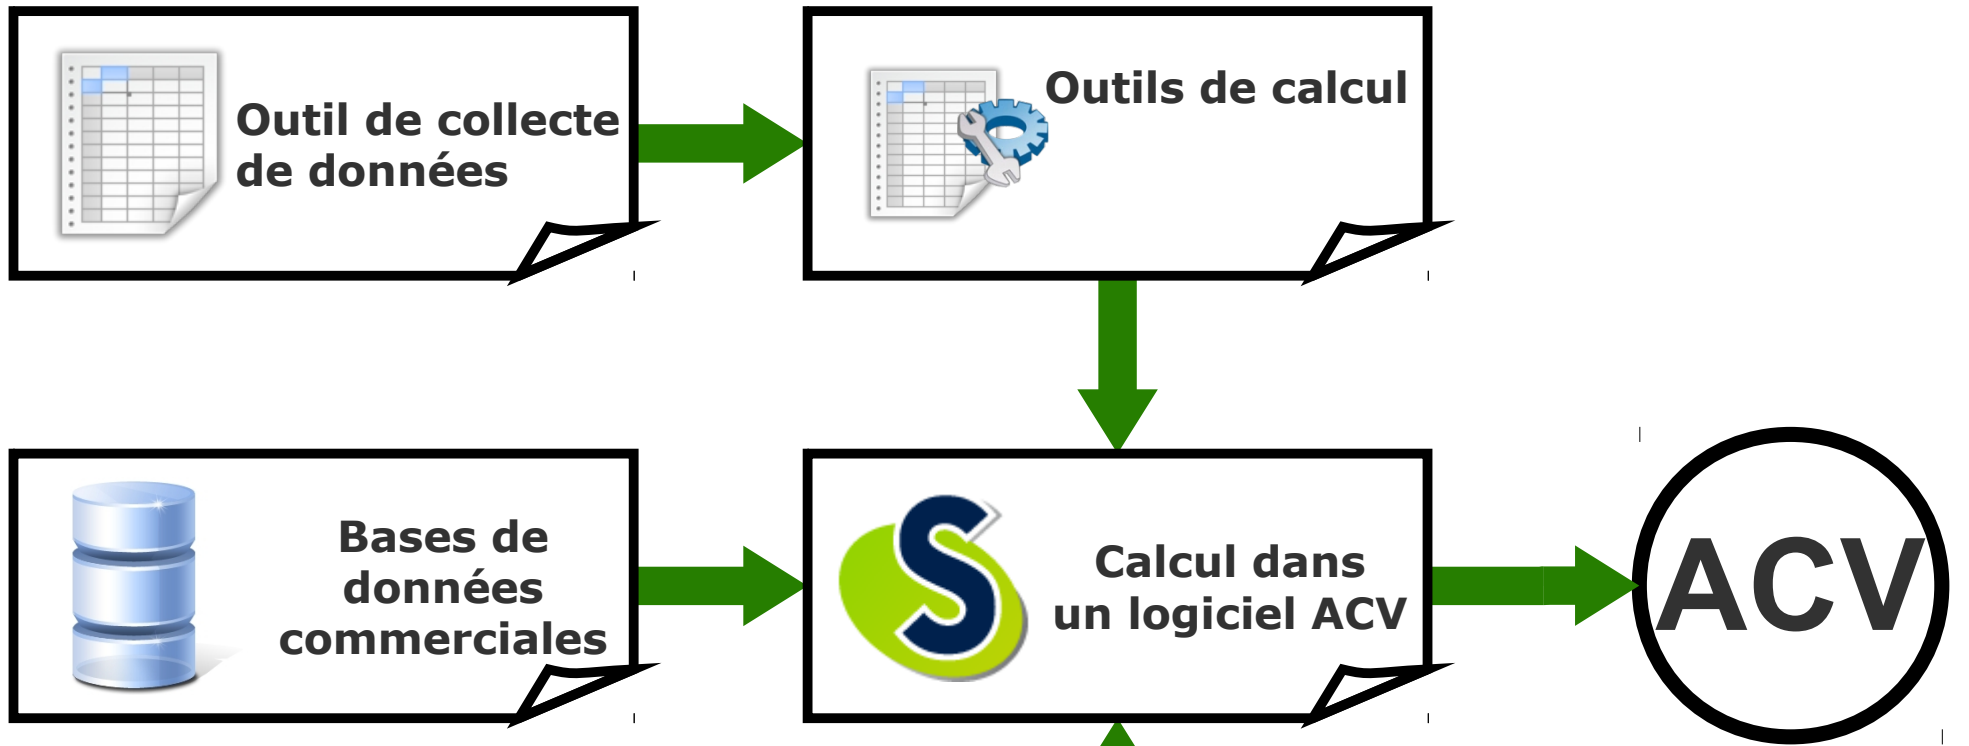 Outil de collecte
de données
Outils de calcul
Bases de
données
commerciales
S
Calcul dans
un logiciel ACV
ACV